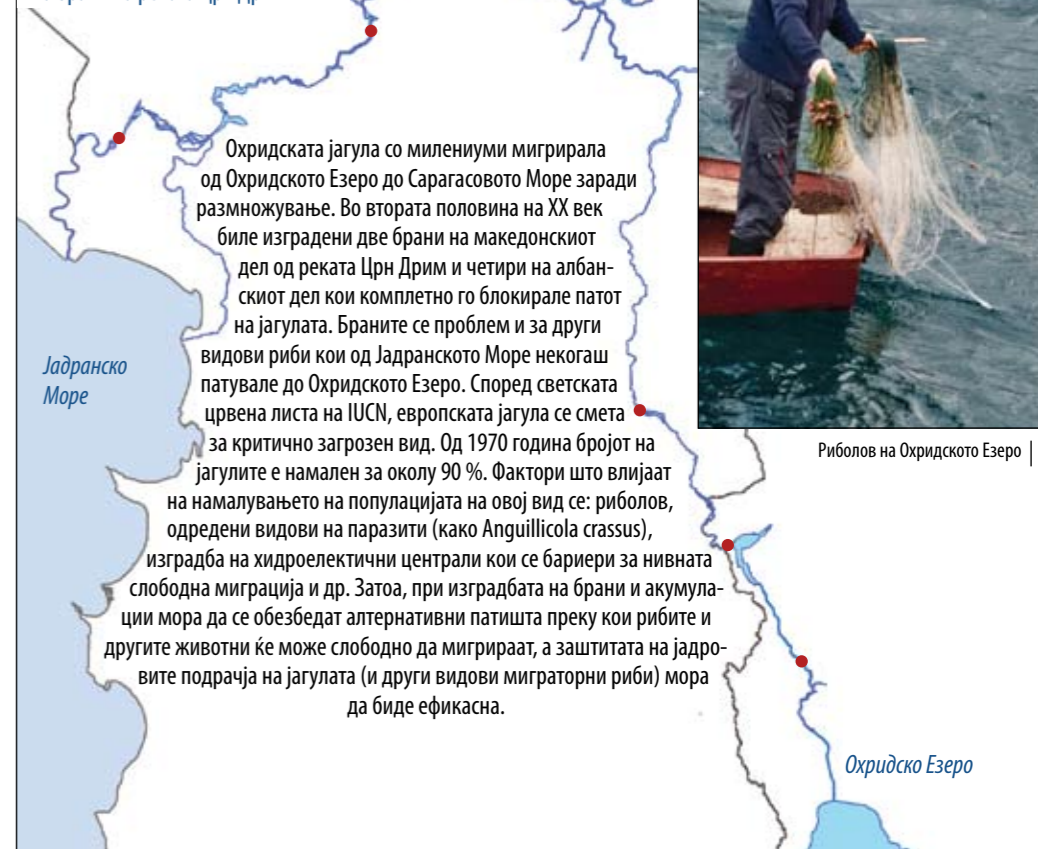 Охридската јагула со милениуми мигрирала
од Охридското Езеро до Сарагасовото Море заради
размножување. Во втората половина на XX век
биле изградени две брани на македонскиот
дел од реката Црн Дрим и четири на албан-
скиот дел кои комплетно го блокирале патот
на јагулата. Браните се проблем и за други
видови риби кои од Јадранското Море некогаш
патувале до Охридското Езеро. Според светската
црвена листа на IUCN, европската јагула се смета
за критично загрозен вид. Од 1970 година бројот на
јагулите е намален за околу 90 %. Фактори што влијаат
на намалувањето на популацијата на овој вид се: риболов,
одредени видови на паразити (како Anguillicola crassus),
изградба на хидроелектични централи кои се бариери за нивната
слободна миграција и др. Затоа, при изградбата на брани и акумула-
ции мора да се обезбедат алтернативни патишта преку кои рибите и
другите животни ќе може слободно да мигрираат, а заштитата на јадро-
вите подрачја на јагулата (и други видови миграторни риби) мора
да биде ефикасна.
Јадранско
Море
Риболов на Охридското Езеро
Охридско Езеро